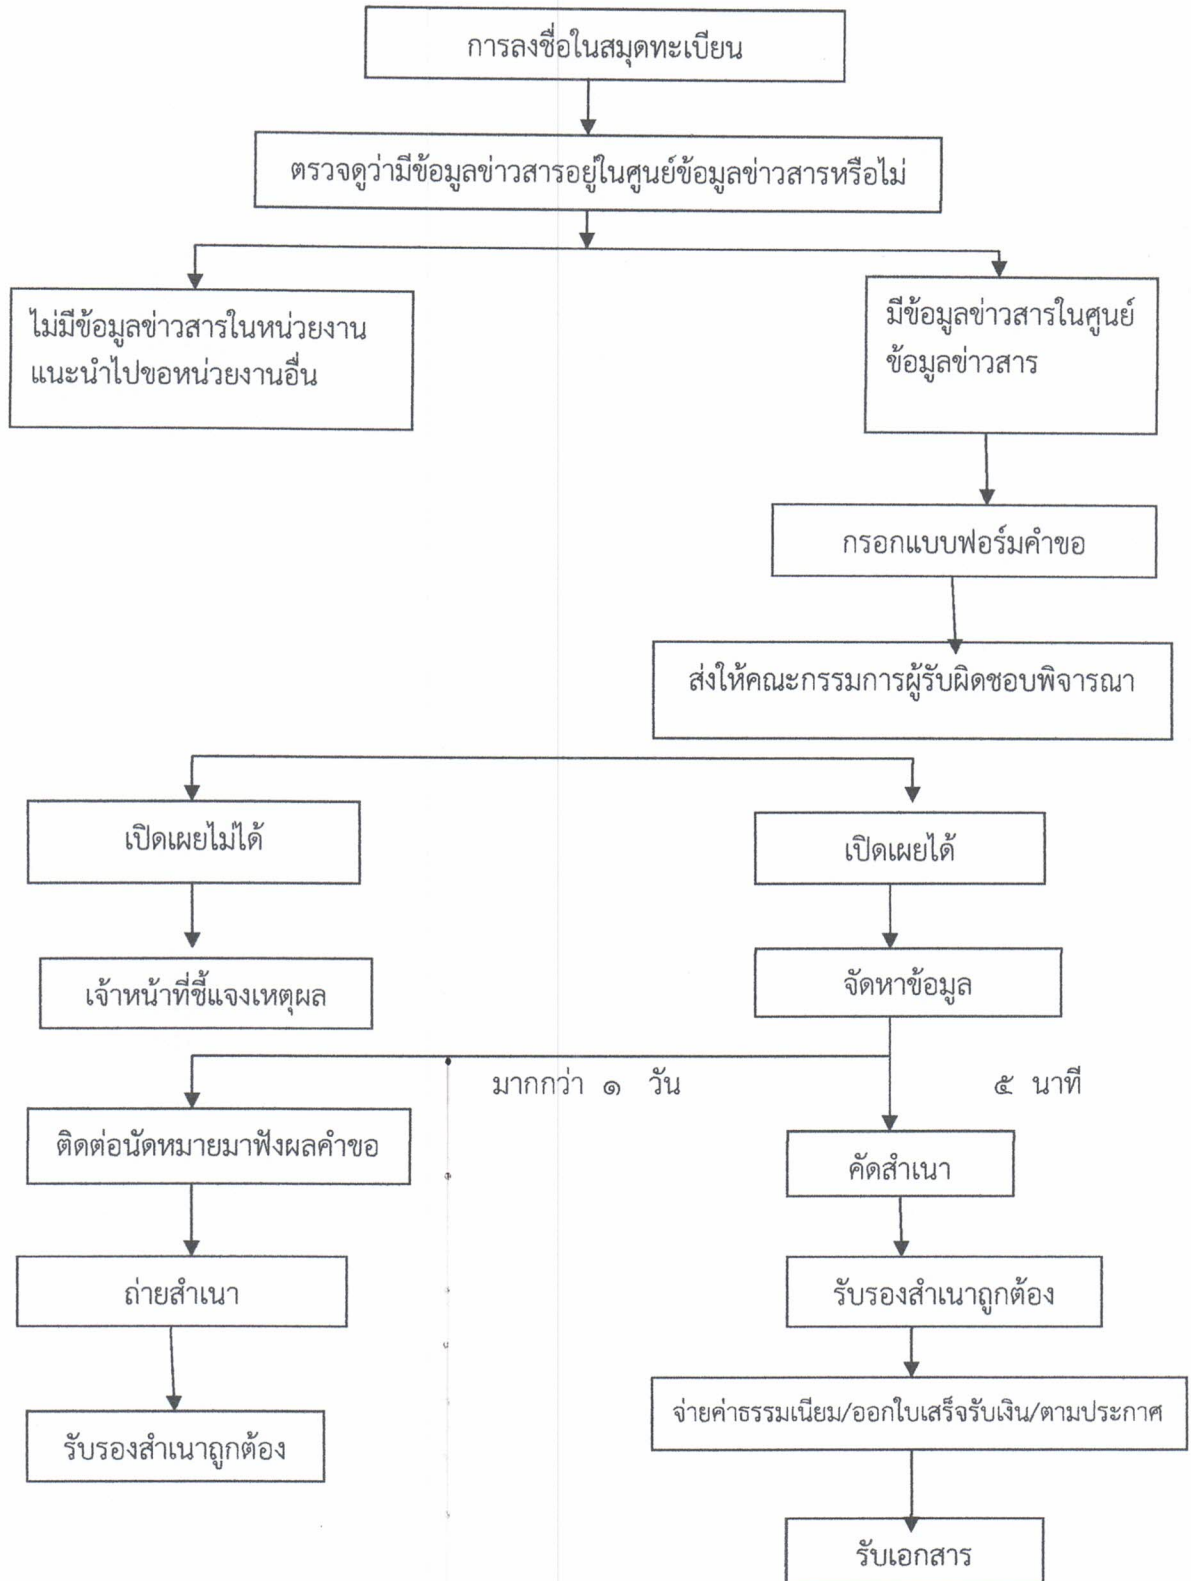 การลงชื่อในสมุดทะเบียน
ตรวจดูว่ามีข้อมูลข่าวสารอยู่ในศูนย์ข้อมูลข่าวสารหรือไม่
ไม่มีข้อมูลข่าวสารในหน่วยงาน
แนะนำไปขอหน่วยงานอื่น
มีข้อมูลข่าวสารในศูนย์
ข้อมูลข่าวสาร
กรอกแบบฟอร์มคำขอ
ส่งให้คณะกรรมการผู้รับผิดชอบพิจารณา
เปิดเผยไม่ได้
เปิดเผยได้
เจ้าหน้าที่ชี้แจงเหตุผล
จัดหาข้อมูล
มากกว่า ๑ วัน
๕ นาที
ติดต่อนัดหมายมาฟังผลคำขอ
คัดสำเนา
ถ่ายสำเนา
รับรองสำเนาถูกต้อง
จ่ายค่าธรรมเนียม/ออกใบเสร็จรับเงิน/ตามประกาศ
รับรองสำเนาถูกต้อง
รับเอกสาร